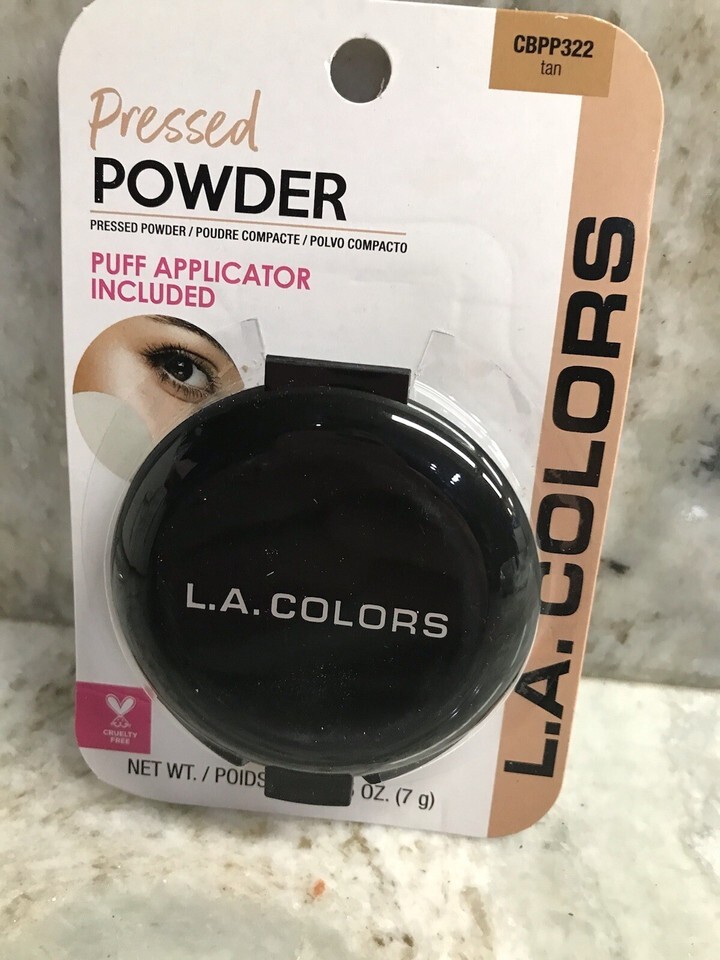 CBPP322
tan
Pressed
POWDER
PRESSED POWDER / POUDRE COMPACTE / POLVO COMPACTO
PUFF APPLICATOR
INCLUDED
L.A. COLORS
L.A. COLORS
CRUELTY
FREE
NET WT. / POIDS OZ. (7 g)